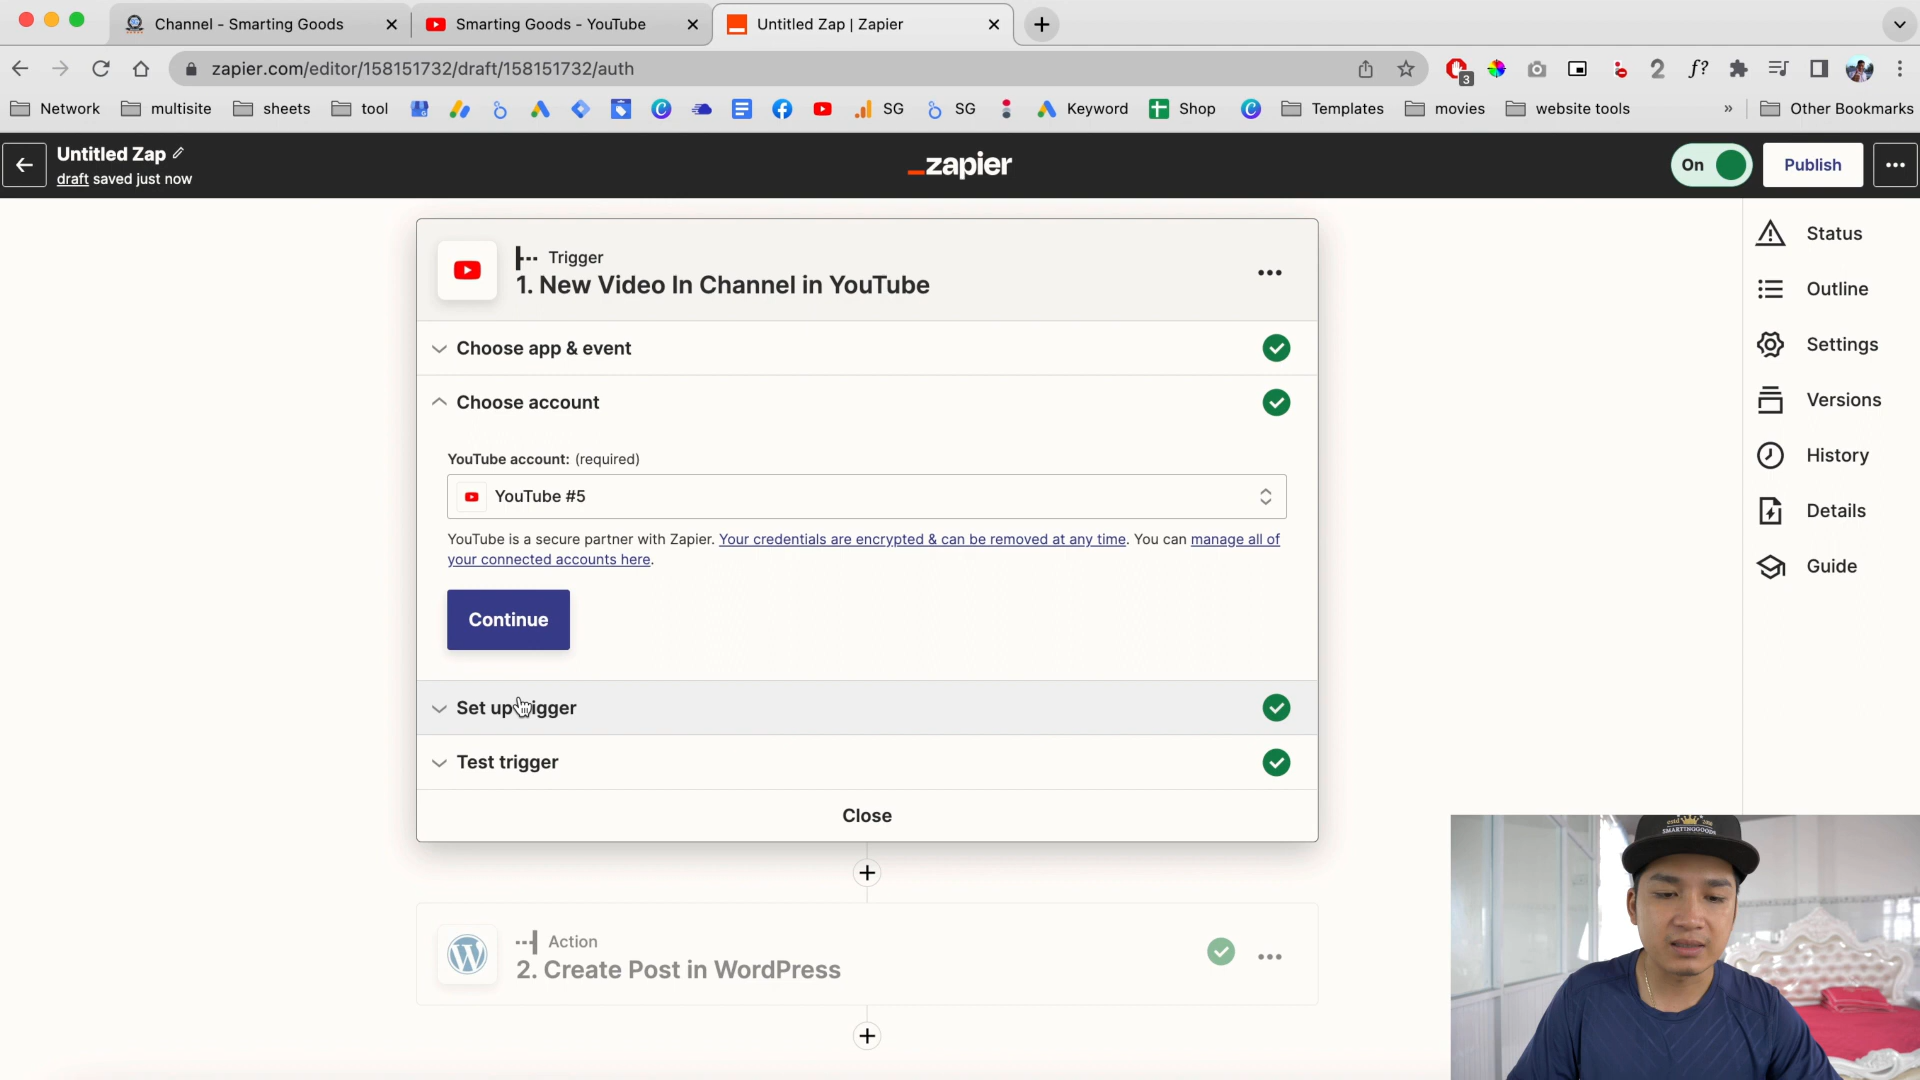 Channel - Smarting Goods
Smarting Goods - YouTube
Untitled Zap | Zapier
zapier.com/editor/158151732/draft/158151732/auth
3
2
f?
Network
multisite
sheets
tool
SG
SG
Keyword
Shop
Templates
movies
website tools
»
Other Bookmarks
Untitled Zap
draft saved just now
_zapier
On
Publish
Trigger
1. New Video In Channel in YouTube
Choose app & event
Choose account
YouTube account: (required)
YouTube #5
YouTube is a secure partner with Zapier. Your credentials are encrypted & can be removed at any time. You can manage all of
your connected accounts here.
Continue
Set up trigger
Test trigger
Close
Action
2. Create Post in WordPress
Status
Outline
Settings
Versions
History
Details
Guide
SMARTINGGOODS